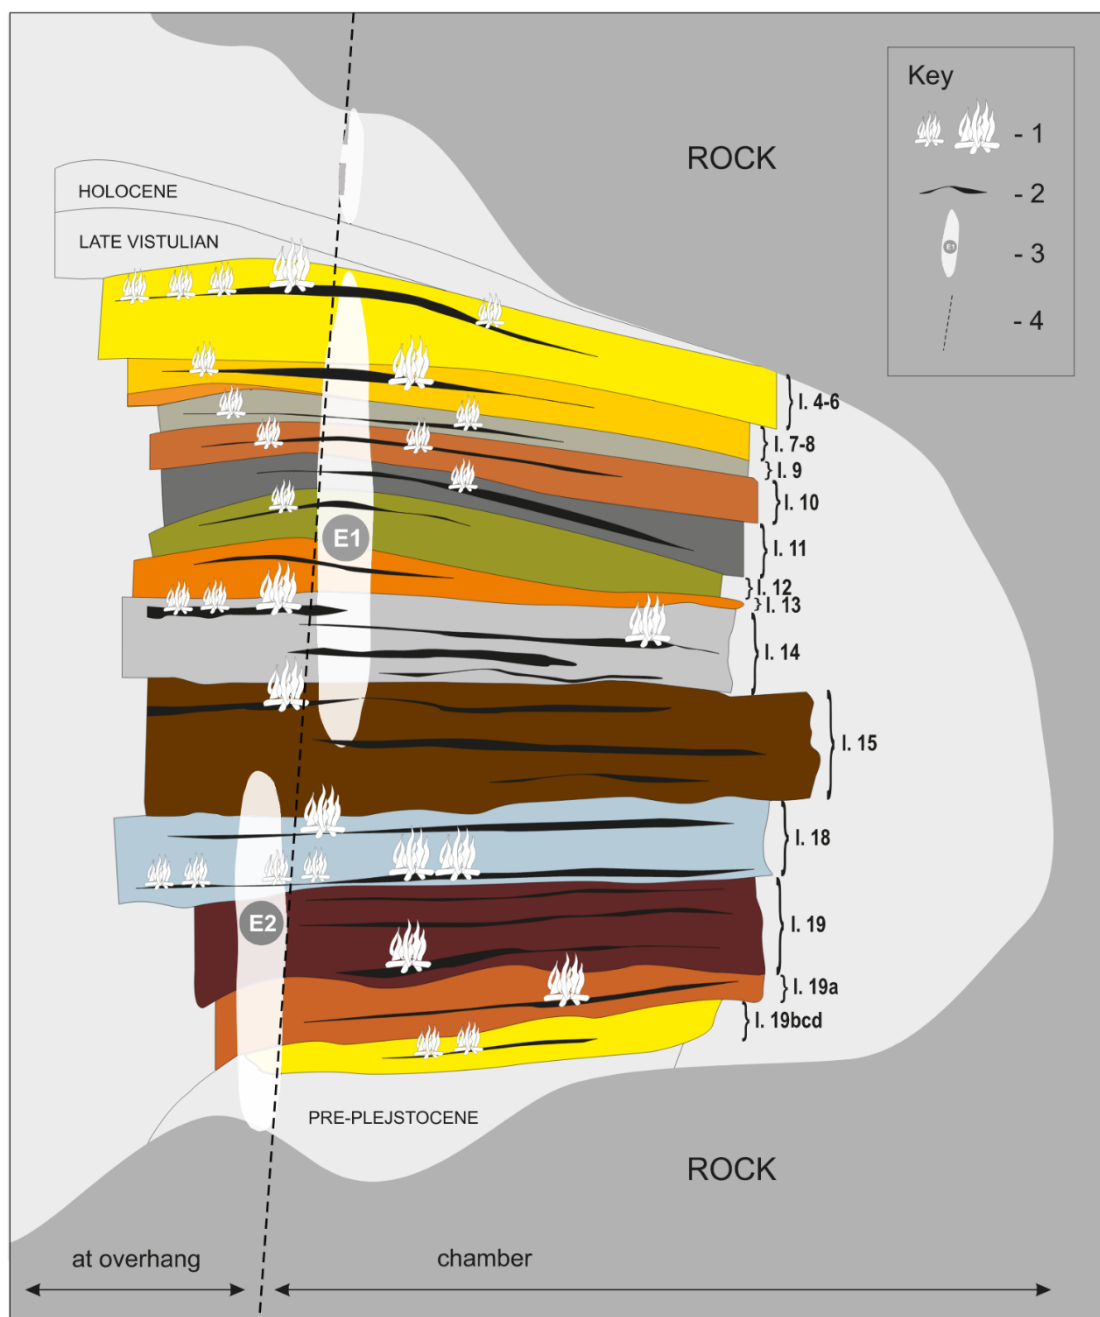 Key
- 1
- 2
E1
- 3
- 4
ROCK
HOLOCENE
LATE VISTULIAN
l. 4-6
l. 7-8
l. 9
l. 10
l. 11
E1
l. 12
l. 13
l. 14
l. 15
l. 18
l. 19
E2
l. 19a
l. 19bcd
PRE-PLEJSTOCENE
ROCK
at overhang
chamber